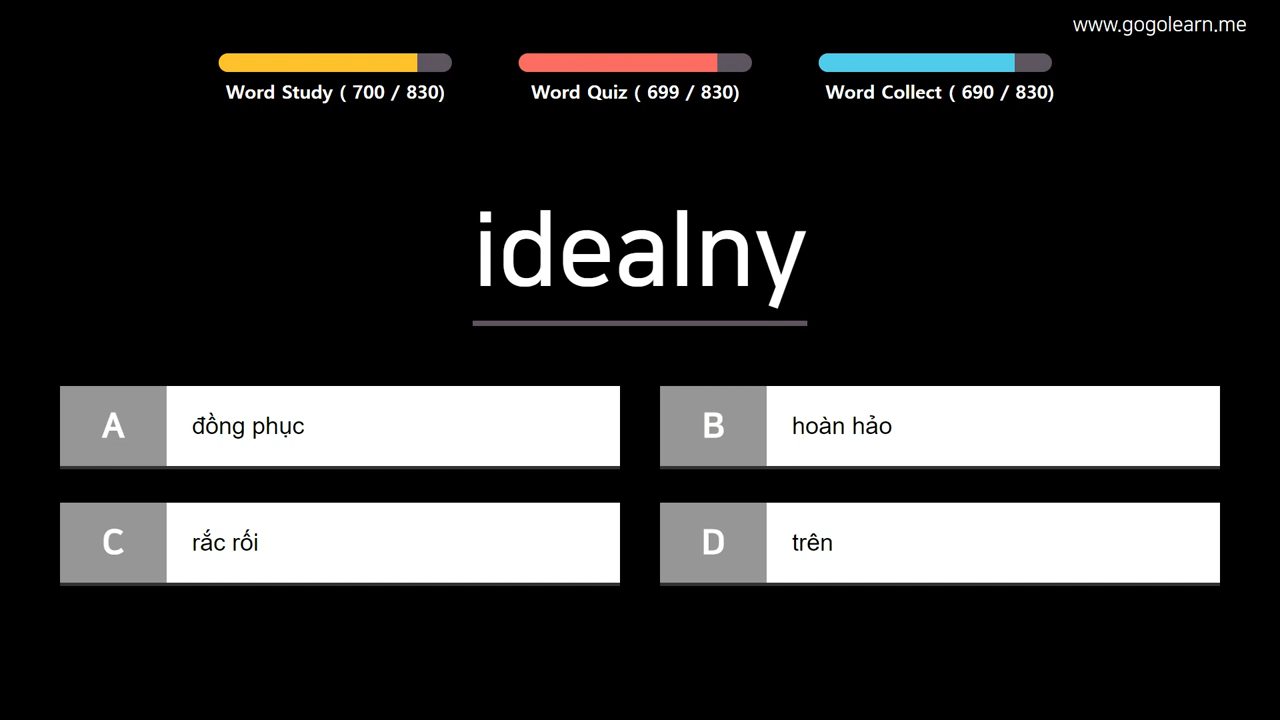 www.gogolearn.me
Word Study ( 700 / 830)
Word Quiz ( 699 / 830)
Word Collect ( 690 / 830)
idealny
A đồng phục
B hoàn hảo
C rắc rối
D trên